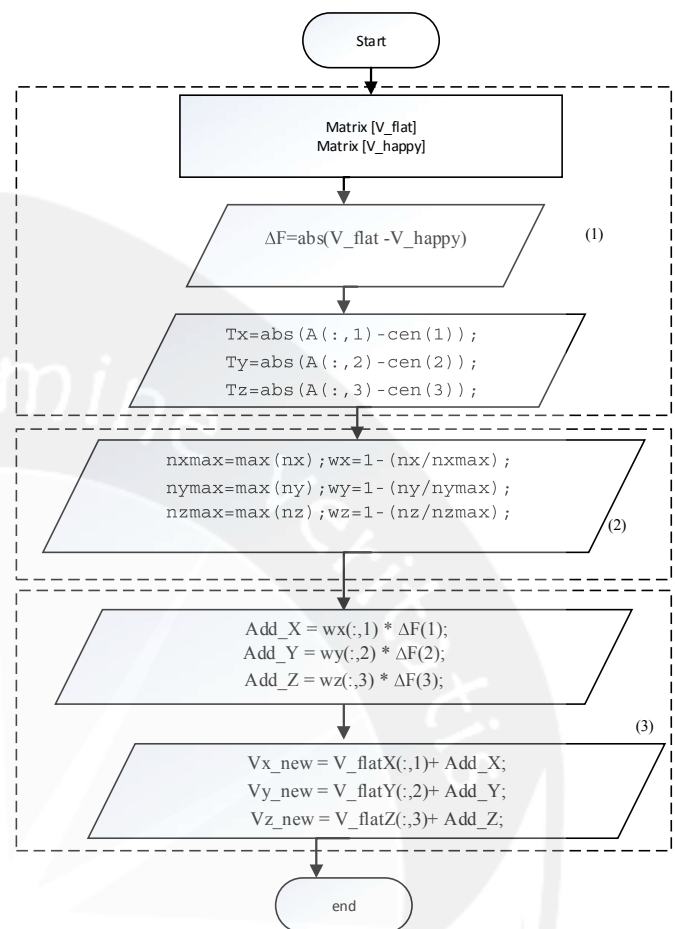 Start
Matrix [V_flat]
Matrix [V_happy]
ΔF=abs(V_flat -V_happy)
(1)
Tx=abs(A(:,1)-cen(1));
Ty=abs(A(:,2)-cen(2));
Tz=abs(A(:,3)-cen(3));
nxmax=max(nx);wx=1-(nx/nxmax);
nymax=max(ny);wy=1-(ny/nymax);
nzmax=max(nz);wz=1-(nz/nzmax);
(2)
Add_X = wx(:,1) * ΔF(1);
Add_Y = wy(:,2) * ΔF(2);
Add_Z = wz(:,3) * ΔF(3);
(3)
Vx_new = V_flatX(:,1)+ Add_X;
Vy_new = V_flatY(:,2)+ Add_Y;
Vz_new = V_flatZ(:,3)+ Add_Z;
end